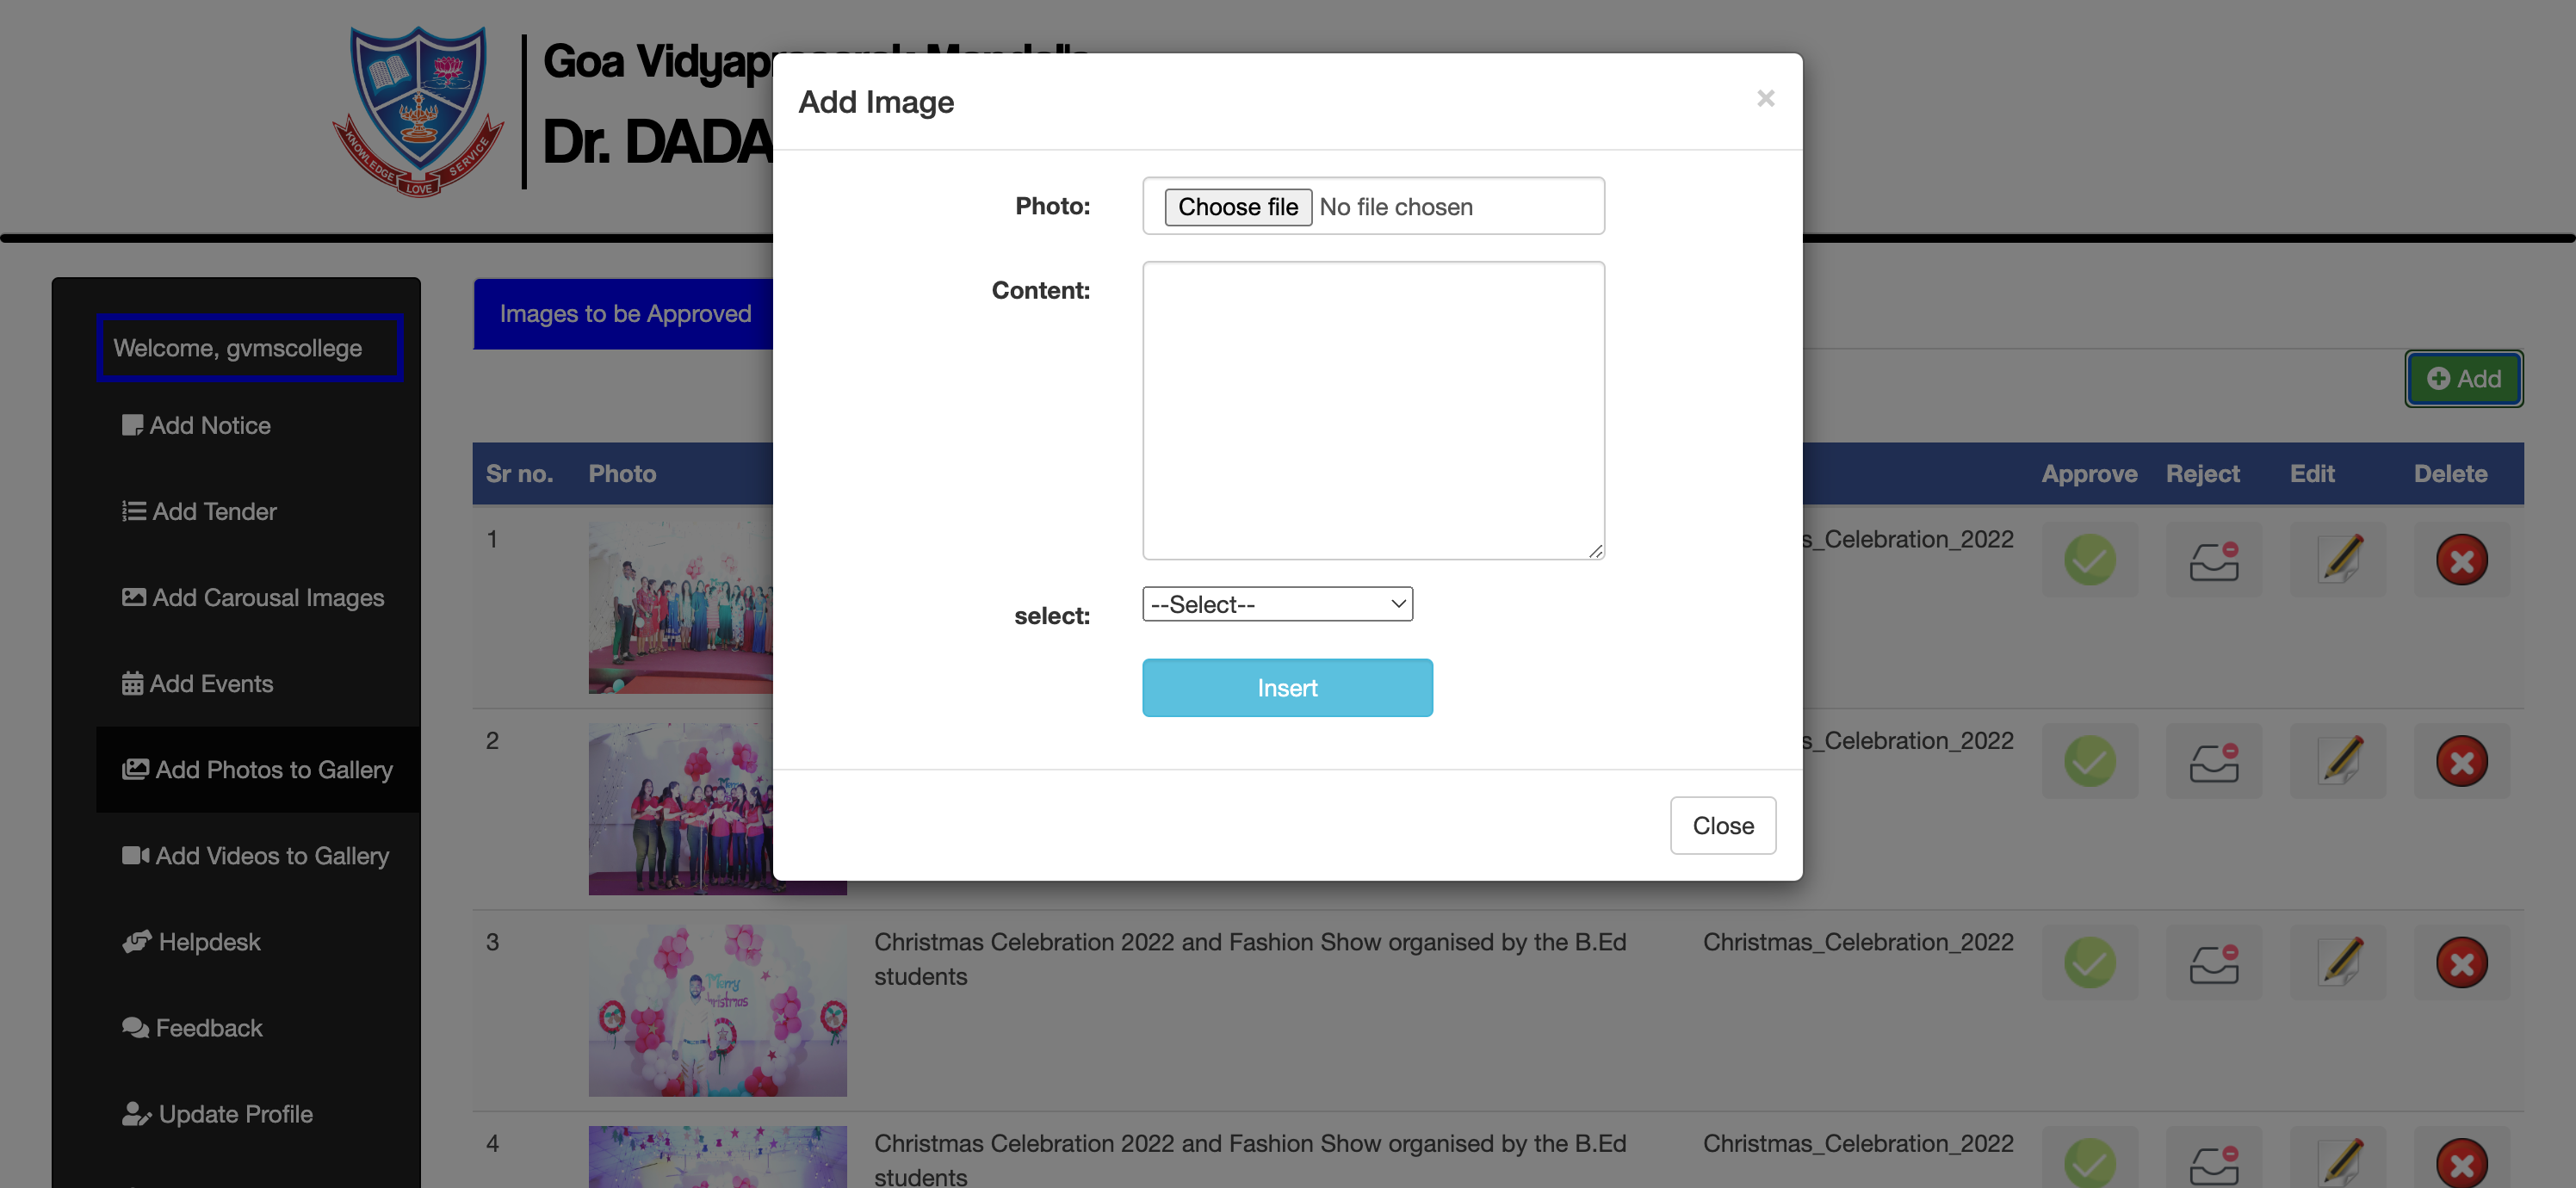 Goa Vidyaprasarak Mandal's
Dr. DADA
KNOWLEDGE LOVE SERVICE
Add Image
×
Photo:
Choose file No file chosen
Content:
select:
--Select--
Insert
Close
Welcome, gvmscollege
Add Notice
Add Tender
Add Carousal Images
Add Events
Add Photos to Gallery
Add Videos to Gallery
Helpdesk
Feedback
Update Profile
Images to be Approved
Add
Sr no. Photo Approve Reject Edit Delete
1 s_Celebration_2022
2 s_Celebration_2022
3 Christmas Celebration 2022 and Fashion Show organised by the B.Ed Christmas_Celebration_2022
students
Merry
Christmas
4 Christmas Celebration 2022 and Fashion Show organised by the B.Ed Christmas_Celebration_2022
students